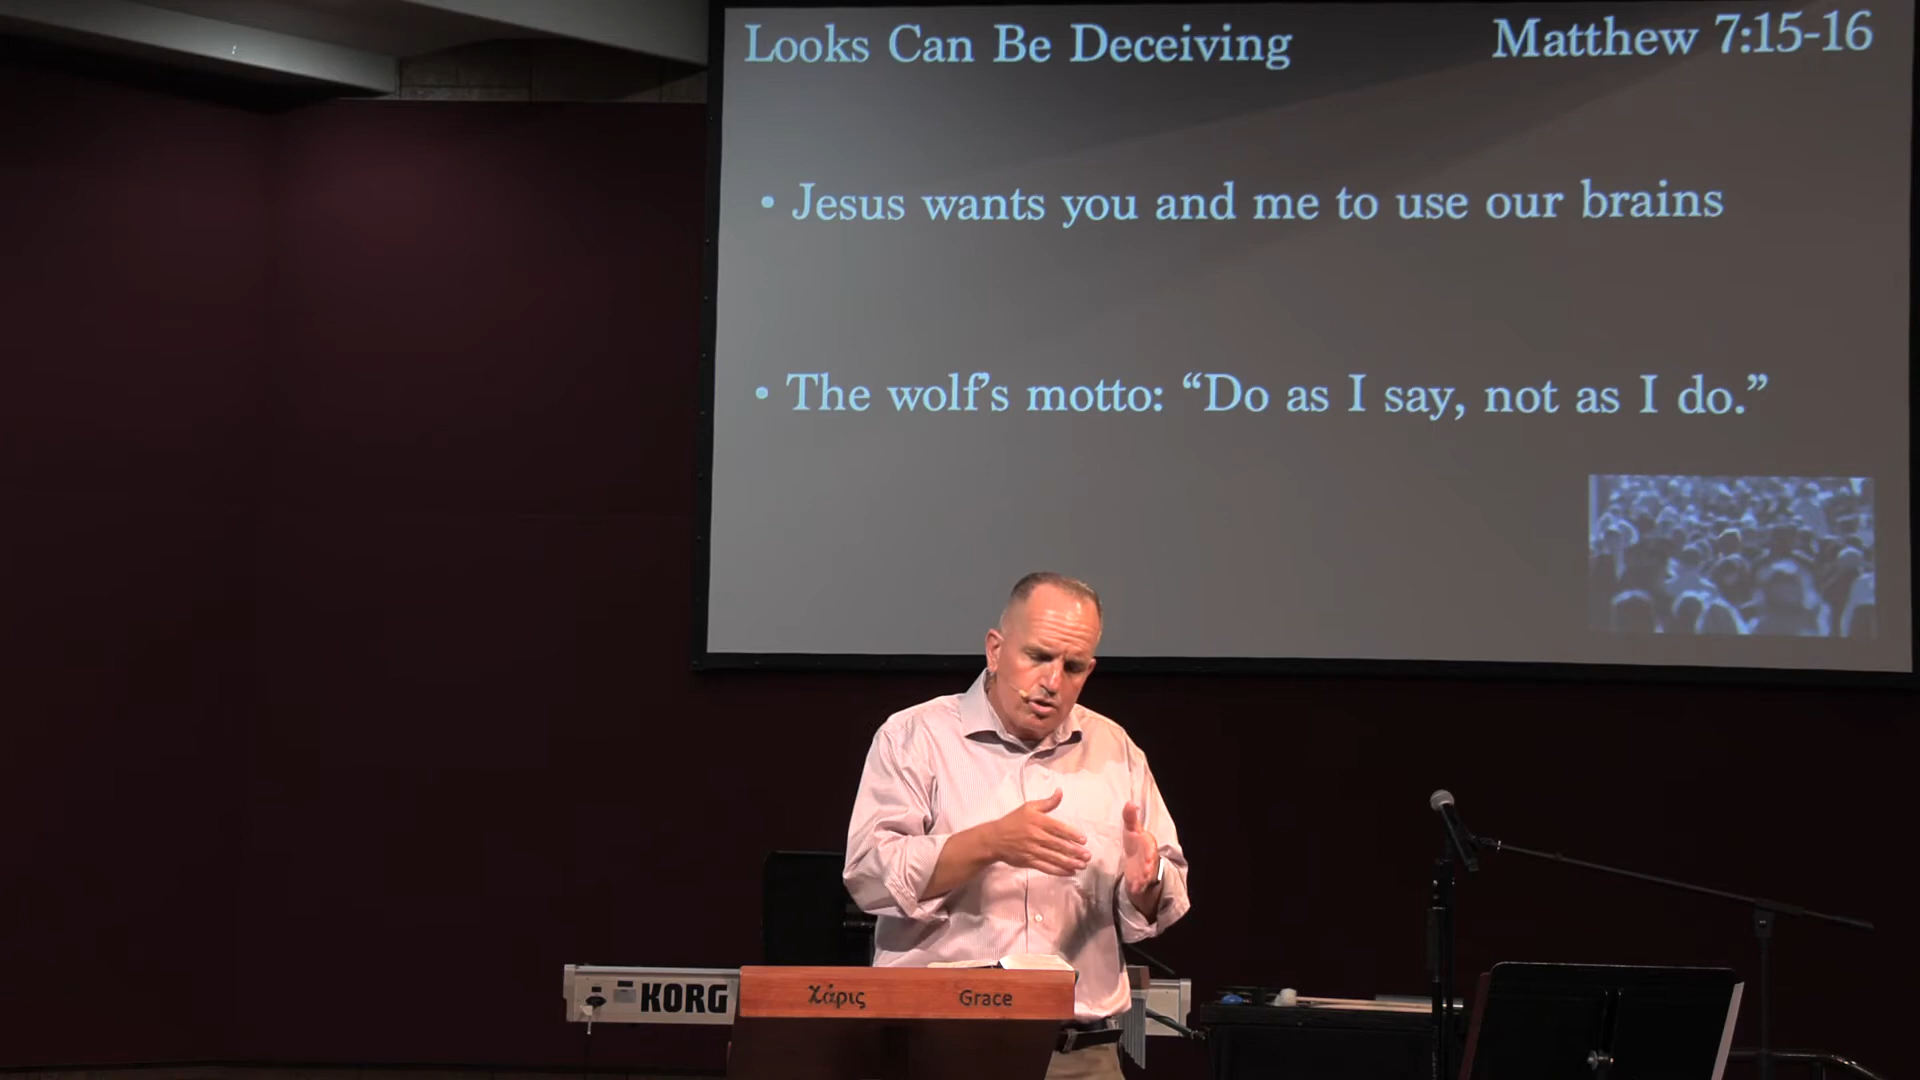 Looks Can Be Deceiving
Matthew 7:15-16
• Jesus wants you and me to use our brains
• The wolf's motto: “Do as I say, not as I do.”
KORG
Χάρις
Grace